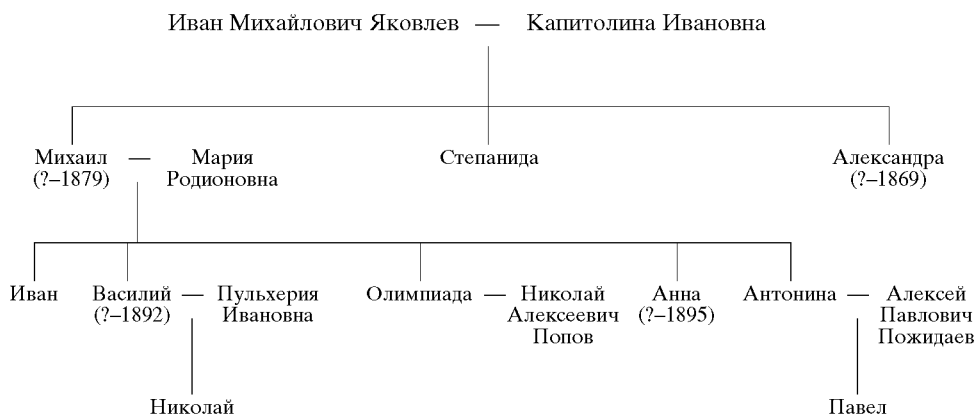 Иван Михайлович Яковлев — Капитолина Ивановна
Михаил — Мария Степанида Александра
(?–1879) Родионовна (?–1869)
Иван Василий — Пульхерия Олимпиада — Николай Анна Антонина — Алексей
(?–1892) Ивановна Алексеевич (?–1895) Павлович
Попов Пожидаев
Николай Павел